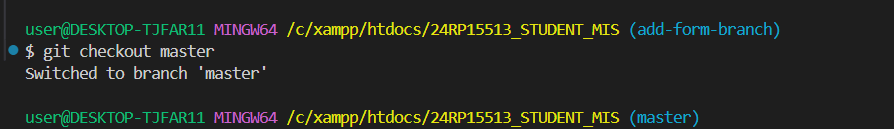 user@DESKTOP-TJFAR11 MINGW64 /c/xampp/htdocs/24RP15513_STUDENT_MIS (add-form-branch)
$ git checkout master
Switched to branch 'master'
user@DESKTOP-TJFAR11 MINGW64 /c/xampp/htdocs/24RP15513_STUDENT_MIS (master)